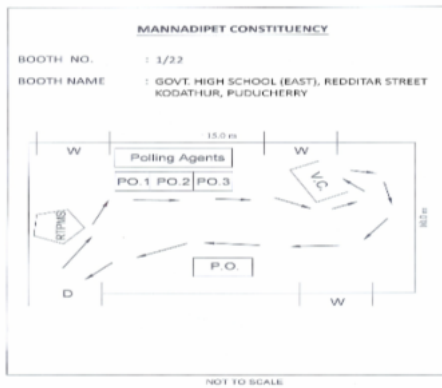 MANNADIPET CONSTITUENCY
BOOTH NO. : 1/22
BOOTH NAME : GOVT. HIGH SCHOOL (EAST), REDDITAR STREET
KODATHUR, PUDUCHERRY
15.0 m
W
W
Polling Agents
PO.1 PO.2 PO.3
V.C.
RTPMS
P.O.
D
W
NOT TO SCALE